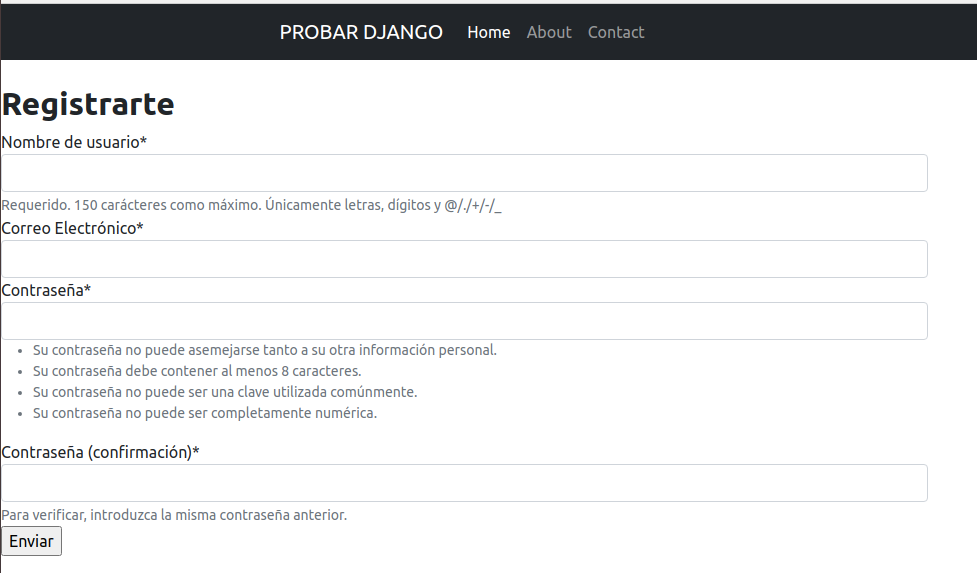 PROBAR DJANGO Home About Contact
Registrarte
Nombre de usuario*
Requerido. 150 carácteres como máximo. Únicamente letras, dígitos y @/./+/-/_
Correo Electrónico*
Contraseña*
• Su contraseña no puede asemejarse tanto a su otra información personal.
• Su contraseña debe contener al menos 8 caracteres.
• Su contraseña no puede ser una clave utilizada comúnmente.
• Su contraseña no puede ser completamente numérica.
Contraseña (confirmación)*
Para verificar, introduzca la misma contraseña anterior.
Enviar